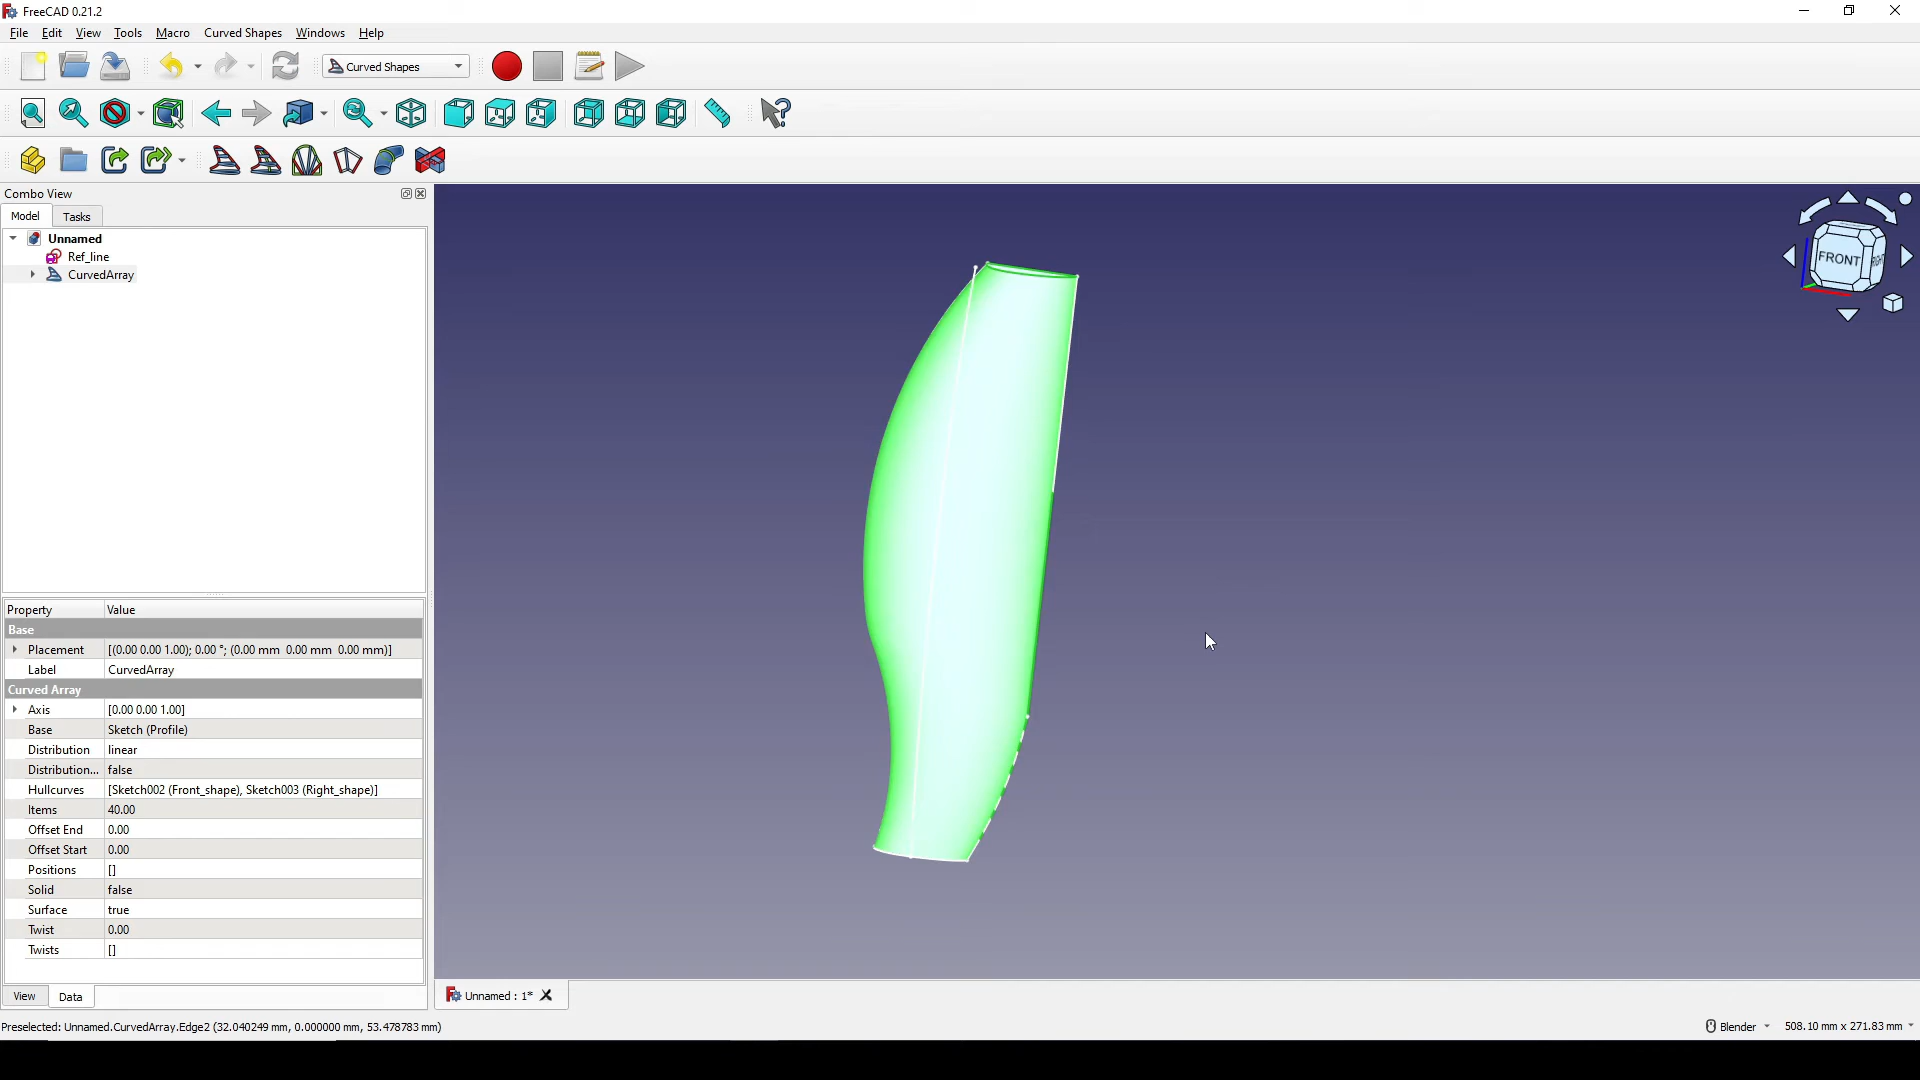 FreeCAD 0.21.2
File Edit View Tools Macro Curved Shapes Windows Help
Curved Shapes
Combo View
Model Tasks
Unnamed
Ref_line
CurvedArray
FRONT
RIGHT
Property Value
Base
Placement [(0.00 0.00 1.00); 0.00 °; (0.00 mm 0.00 mm 0.00 mm)]
Label CurvedArray
Curved Array
Axis [0.00 0.00 1.00]
Base Sketch (Profile)
Distribution linear
Distribution... false
Hullcurves [Sketch002 (Front_shape), Sketch003 (Right_shape)]
Items 40.00
Offset End 0.00
Offset Start 0.00
Positions []
Solid false
Surface true
Twist 0.00
Twists []
View Data
Unnamed : 1*
Preselected: Unnamed.CurvedArray.Edge2 (32.040249 mm, 0.000000 mm, 53.478783 mm)
Blender 508.10 mm x 271.83 mm